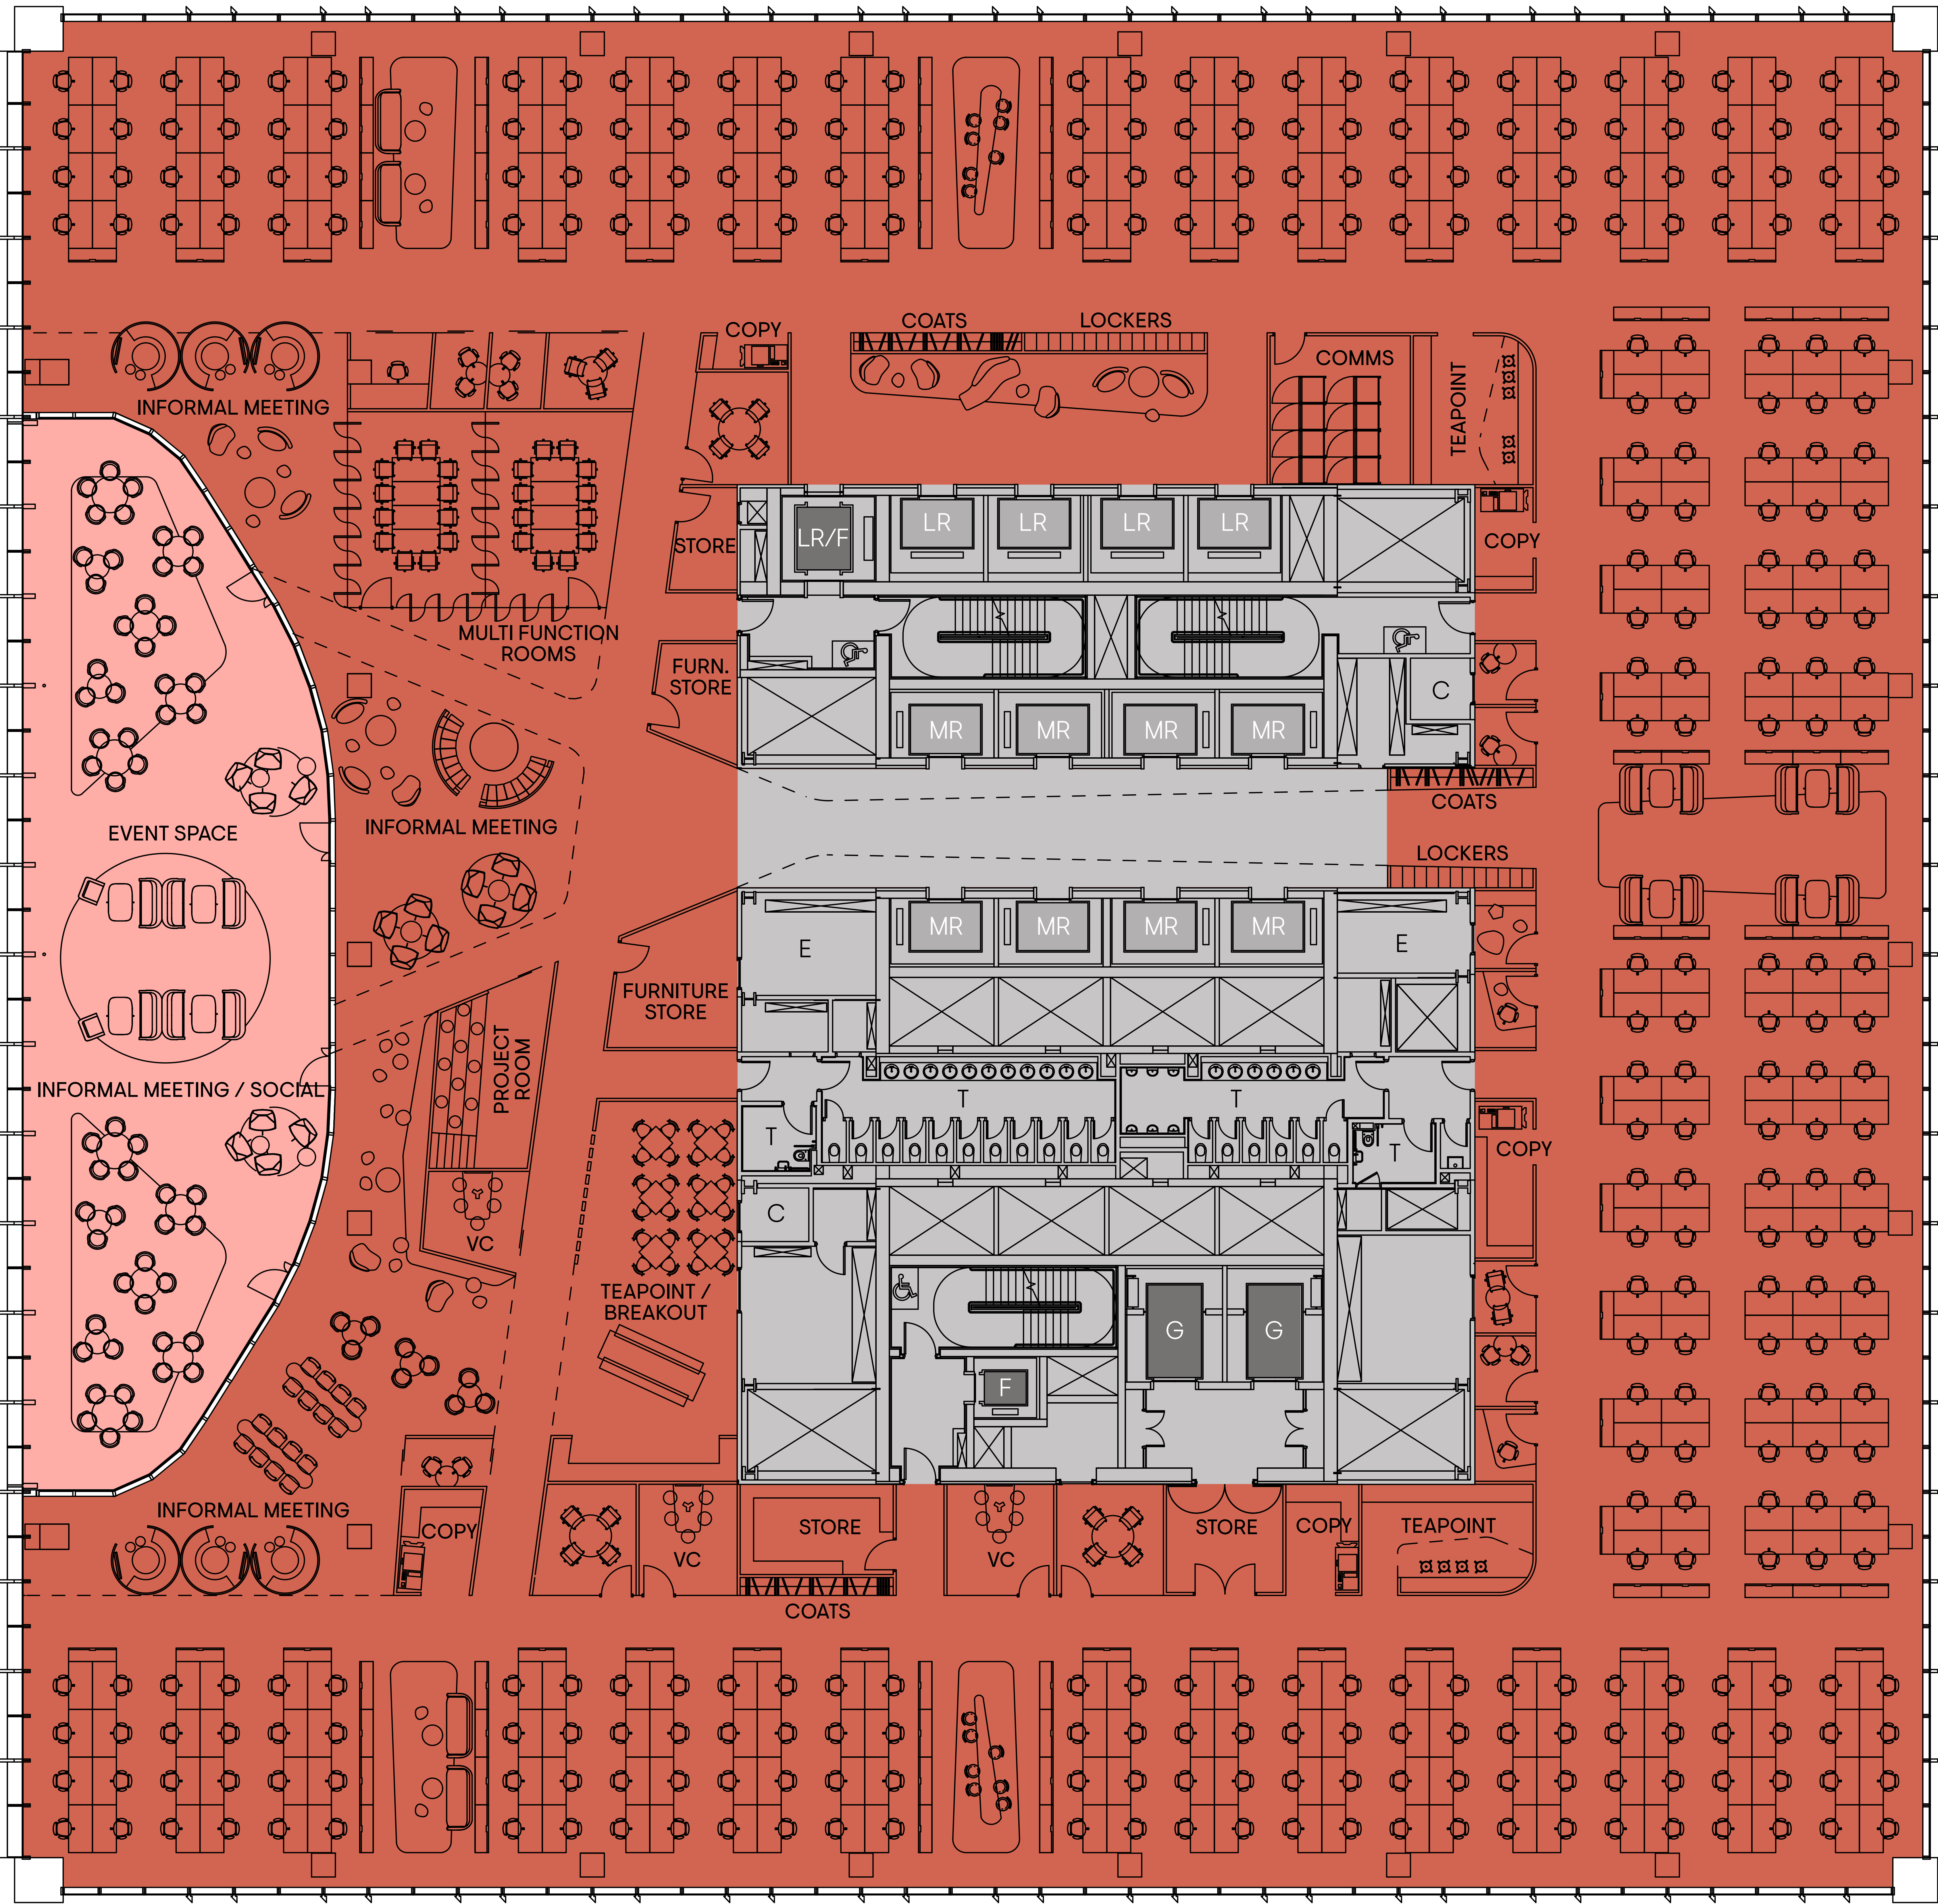 COPY
COATS
LOCKERS
COMMS
TEAPOINT
INFORMAL MEETING
LR/F
LR
LR
LR
LR
STORE
COPY
MULTI FUNCTION
ROOMS
FURN.
STORE
C
MR
MR
MR
MR
COATS
INFORMAL MEETING
EVENT SPACE
LOCKERS
MR
MR
MR
MR
E
E
FURNITURE
STORE
PROJECT
ROOM
INFORMAL MEETING / SOCIAL
T
T
T
T
COPY
C
VC
TEAPOINT /
BREAKOUT
G
G
F
INFORMAL MEETING
COPY
VC
STORE
VC
STORE
COPY
TEAPOINT
COATS